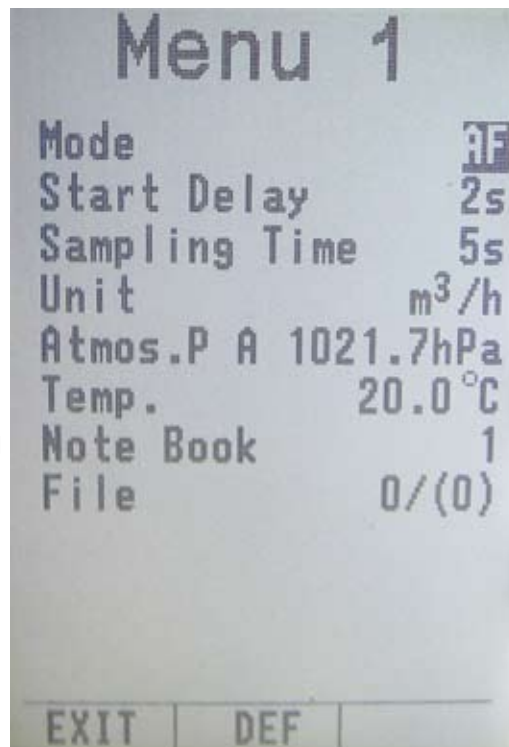 Menu 1
Mode AF
Start Delay 2s
Sampling Time 5s
Unit m³/h
Atmos.P A 1021.7hPa
Temp. 20.0°C
Note Book 1
File 0/(0)
EXIT DEF